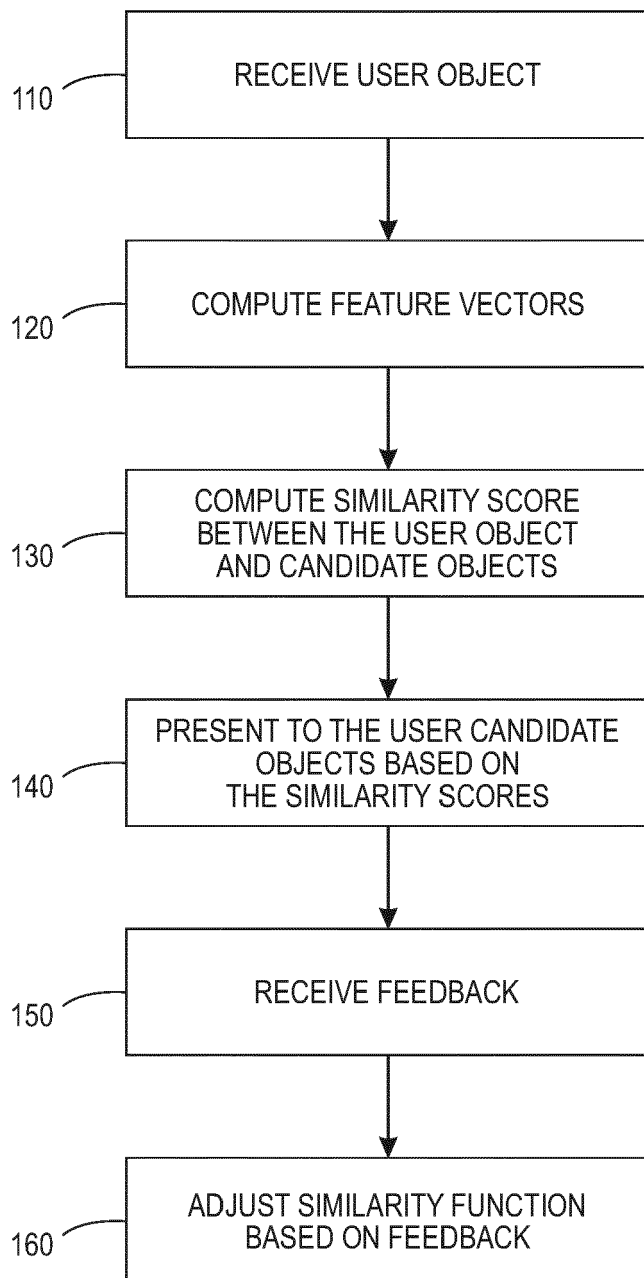 110
RECEIVE USER OBJECT
120
COMPUTE FEATURE VECTORS
130
COMPUTE SIMILARITY SCORE
BETWEEN THE USER OBJECT
AND CANDIDATE OBJECTS
140
PRESENT TO THE USER CANDIDATE
OBJECTS BASED ON
THE SIMILARITY SCORES
150
RECEIVE FEEDBACK
160
ADJUST SIMILARITY FUNCTION
BASED ON FEEDBACK